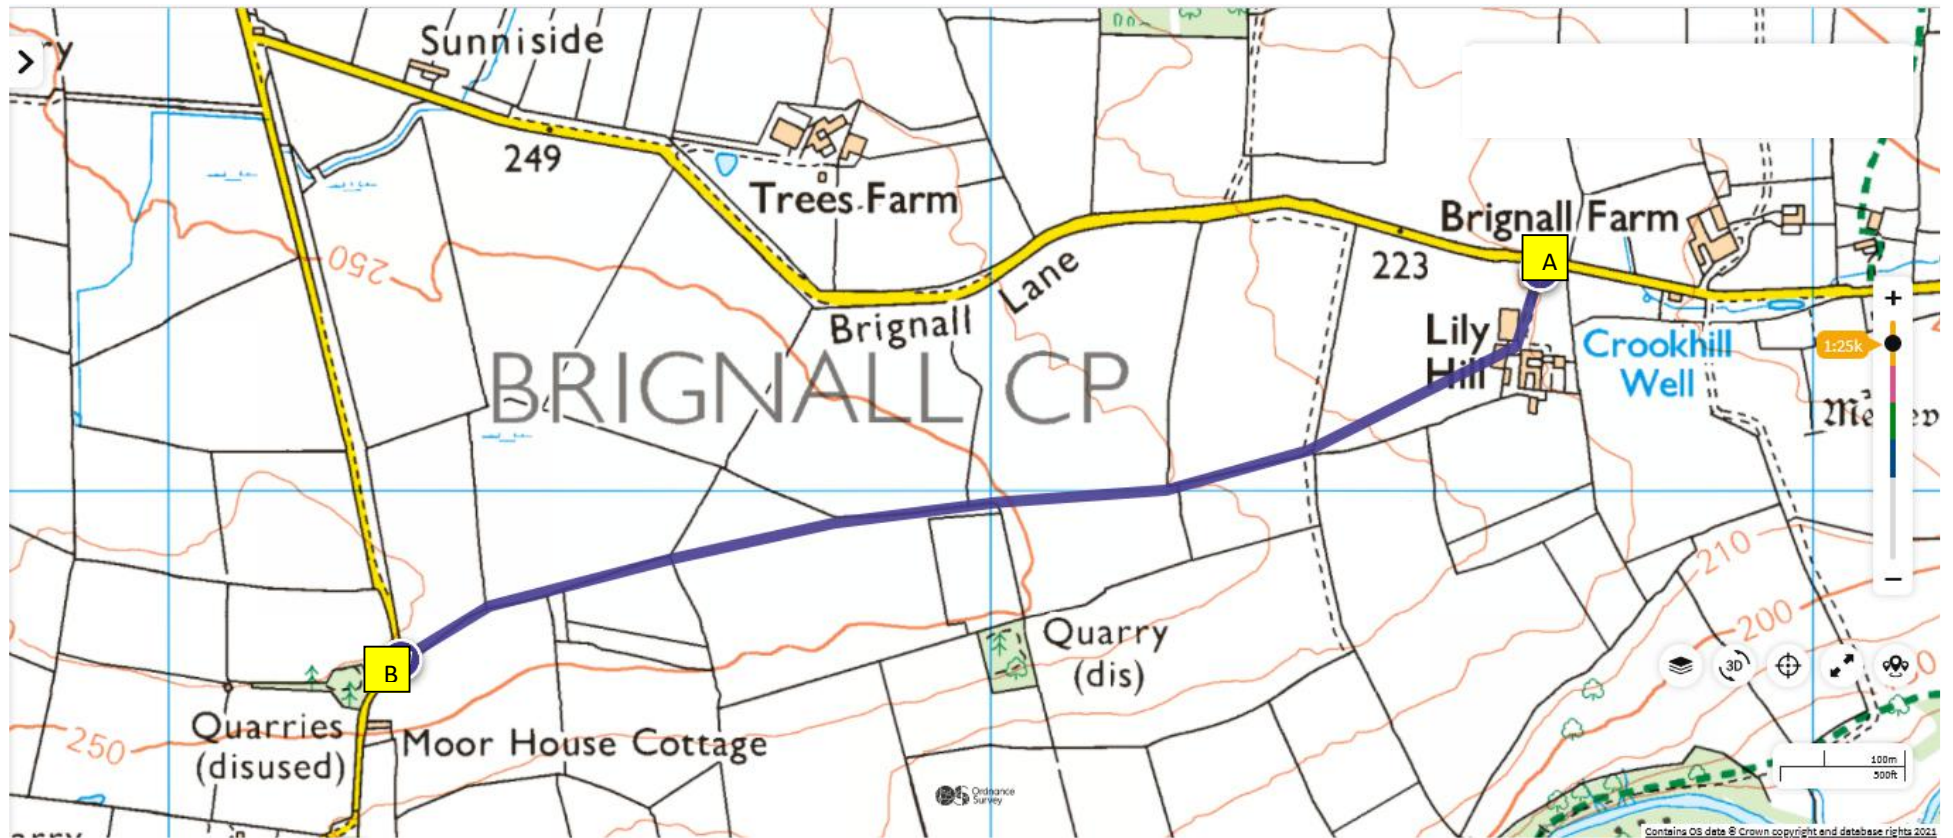 Sunniside
249
Trees Farm
Brignall Farm
A
223
250
Lane
Brignall
Lily
Hill
Crookhill
Well
1:25k
+
BRIGNALL CP
210
200
B
Quarry
(dis)
3D
Quarries
(disused)
Moor House Cottage
250
100m
500ft
Ordnance
Survey
Contains OS data © Crown copyright and database rights 2021